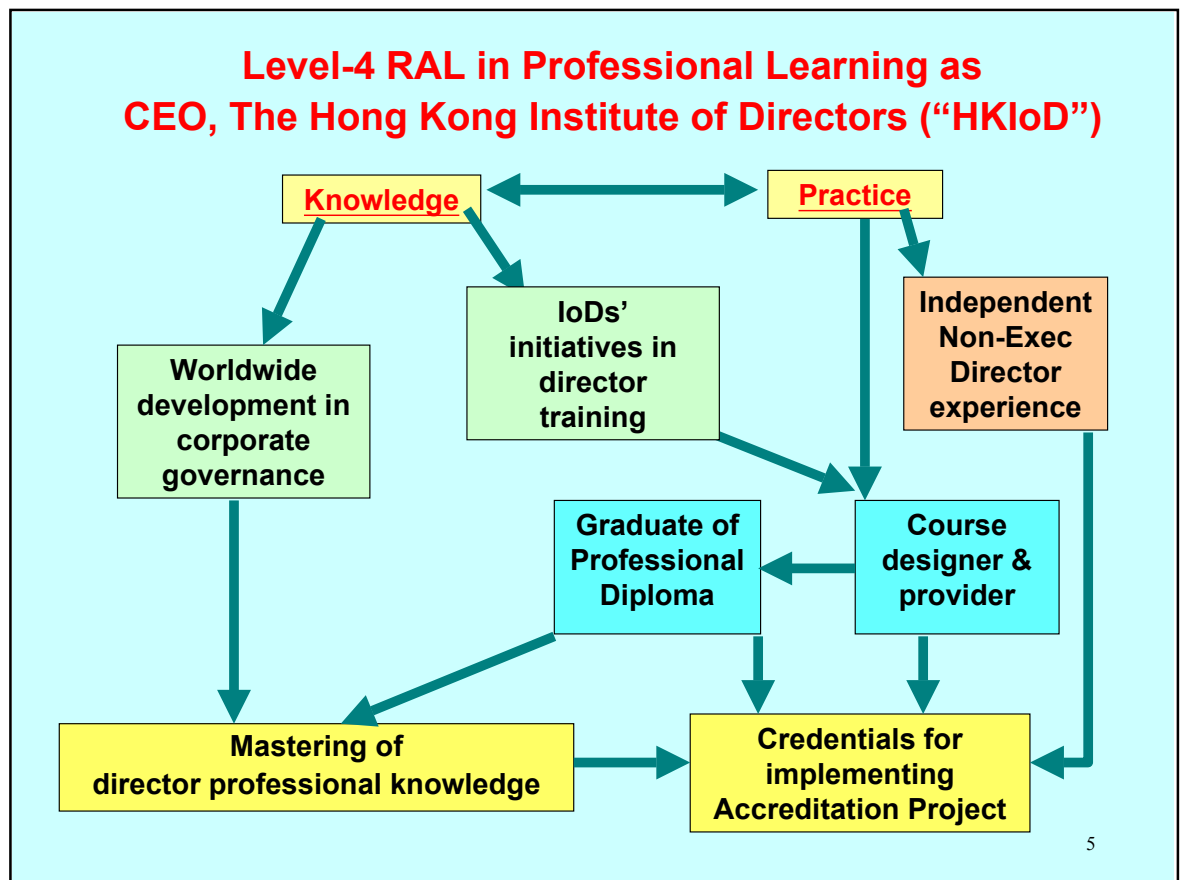 Level-4 RAL in Professional Learning as
CEO, The Hong Kong Institute of Directors (“HKIoD”)
Knowledge
Practice
IoDs’
initiatives in
director
training
Independent
Non-Exec
Director
experience
Worldwide
development in
corporate
governance
Graduate of
Professional
Diploma
Course
designer &
provider
Mastering of
director professional knowledge
Credentials for
implementing
Accreditation Project
5